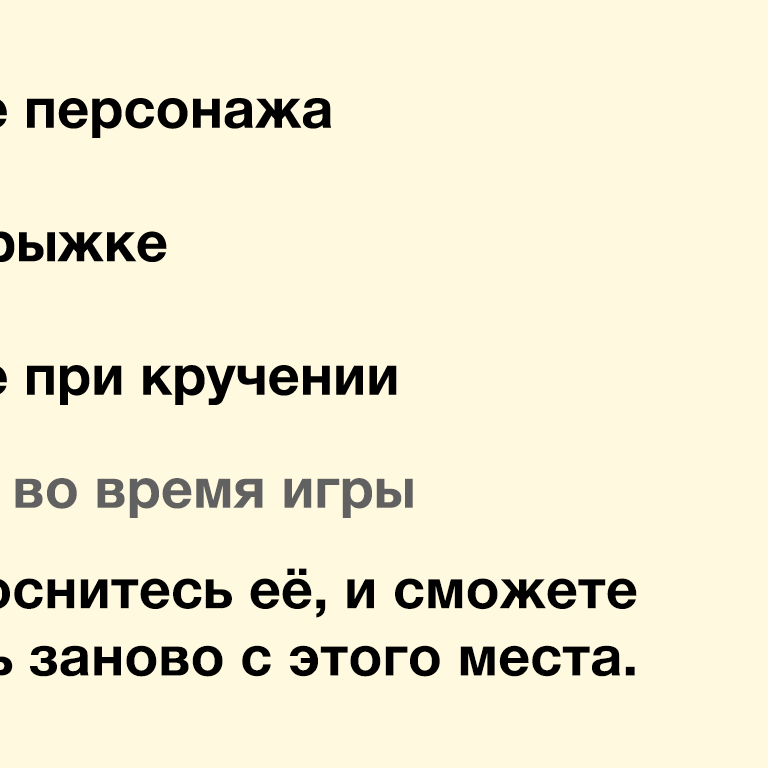 персонажа
рыжке
при кручении
во время игры
оснитесь её, и сможете
ь заново с этого места.